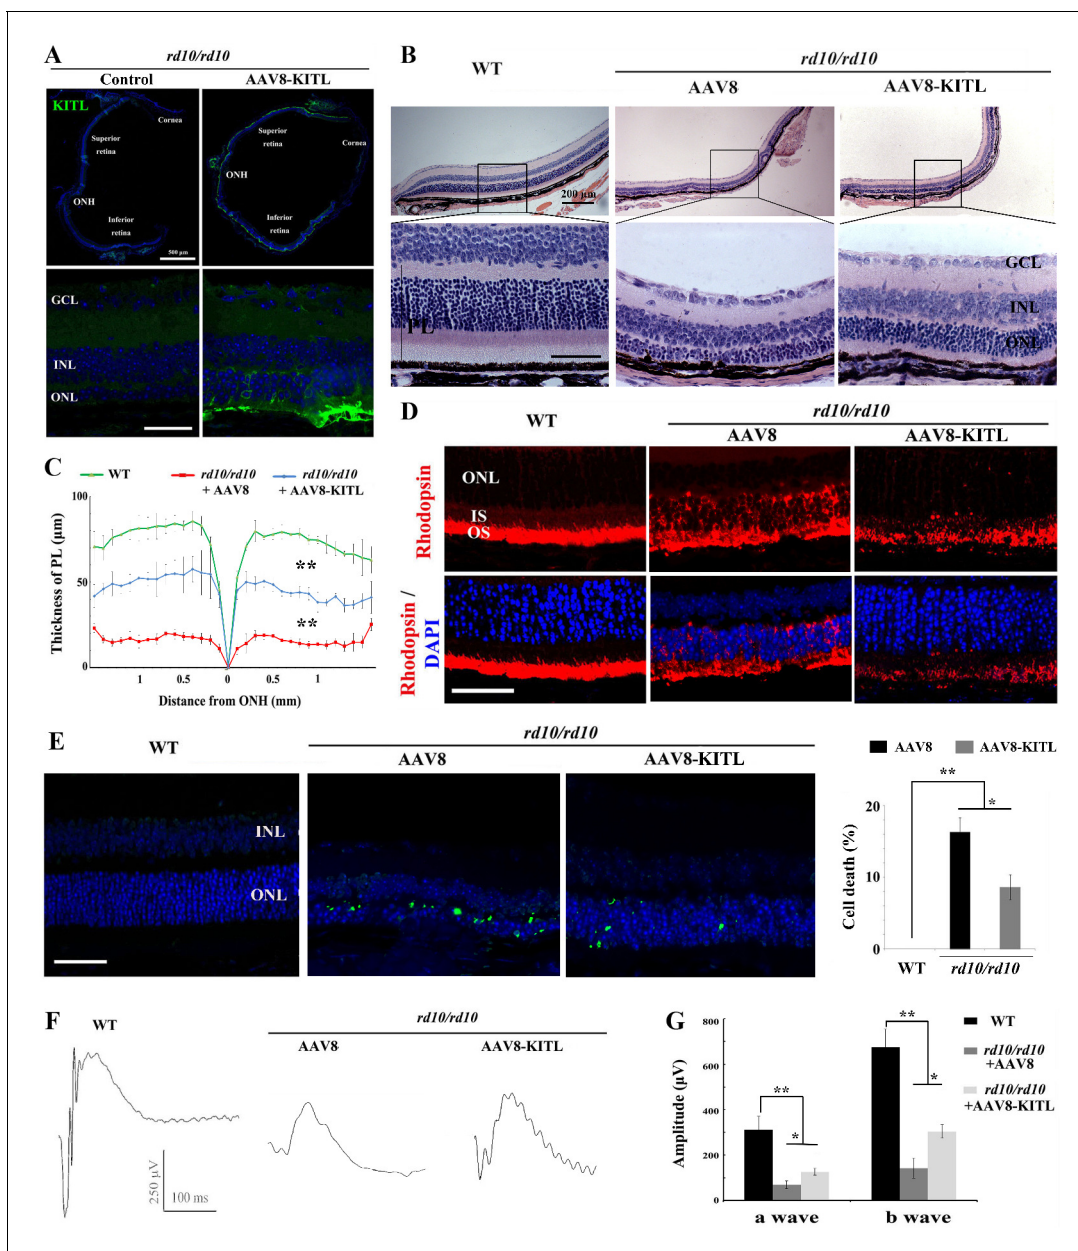 A
rd10/rd10
Control
AAV8-KITL
KITL
Cornea
Superior
retina
ONH
Inferior
retina
500 μm
Cornea
Superior
retina
ONH
Inferior
retina
GCL
INL
ONL
B
WT
rd10/rd10
AAV8
AAV8-KITL
200 μm
PL
GCL
INL
ONL
C
WT
rd10/rd10
+ AAV8
rd10/rd10
+ AAV8-KITL
Thickness of PL (μm)
100
50
0
**
**
1
0.5
0
0.5
1
Distance from ONH (mm)
D
WT
rd10/rd10
AAV8
AAV8-KITL
Rhodopsin
Rhodopsin /
DAPI
ONL
IS
OS
E
WT
rd10/rd10
AAV8
AAV8-KITL
INL
ONL
AAV8
AAV8-KITL
Cell death (%)
20
10
0
**
*
WT
rd10/rd10
F
WT
rd10/rd10
AAV8
AAV8-KITL
250 μV
100 ms
G
Amplitude (μV)
800
600
400
200
0
**
*
**
*
WT
rd10/rd10
+AAV8
rd10/rd10
+AAV8-KITL
a wave
b wave